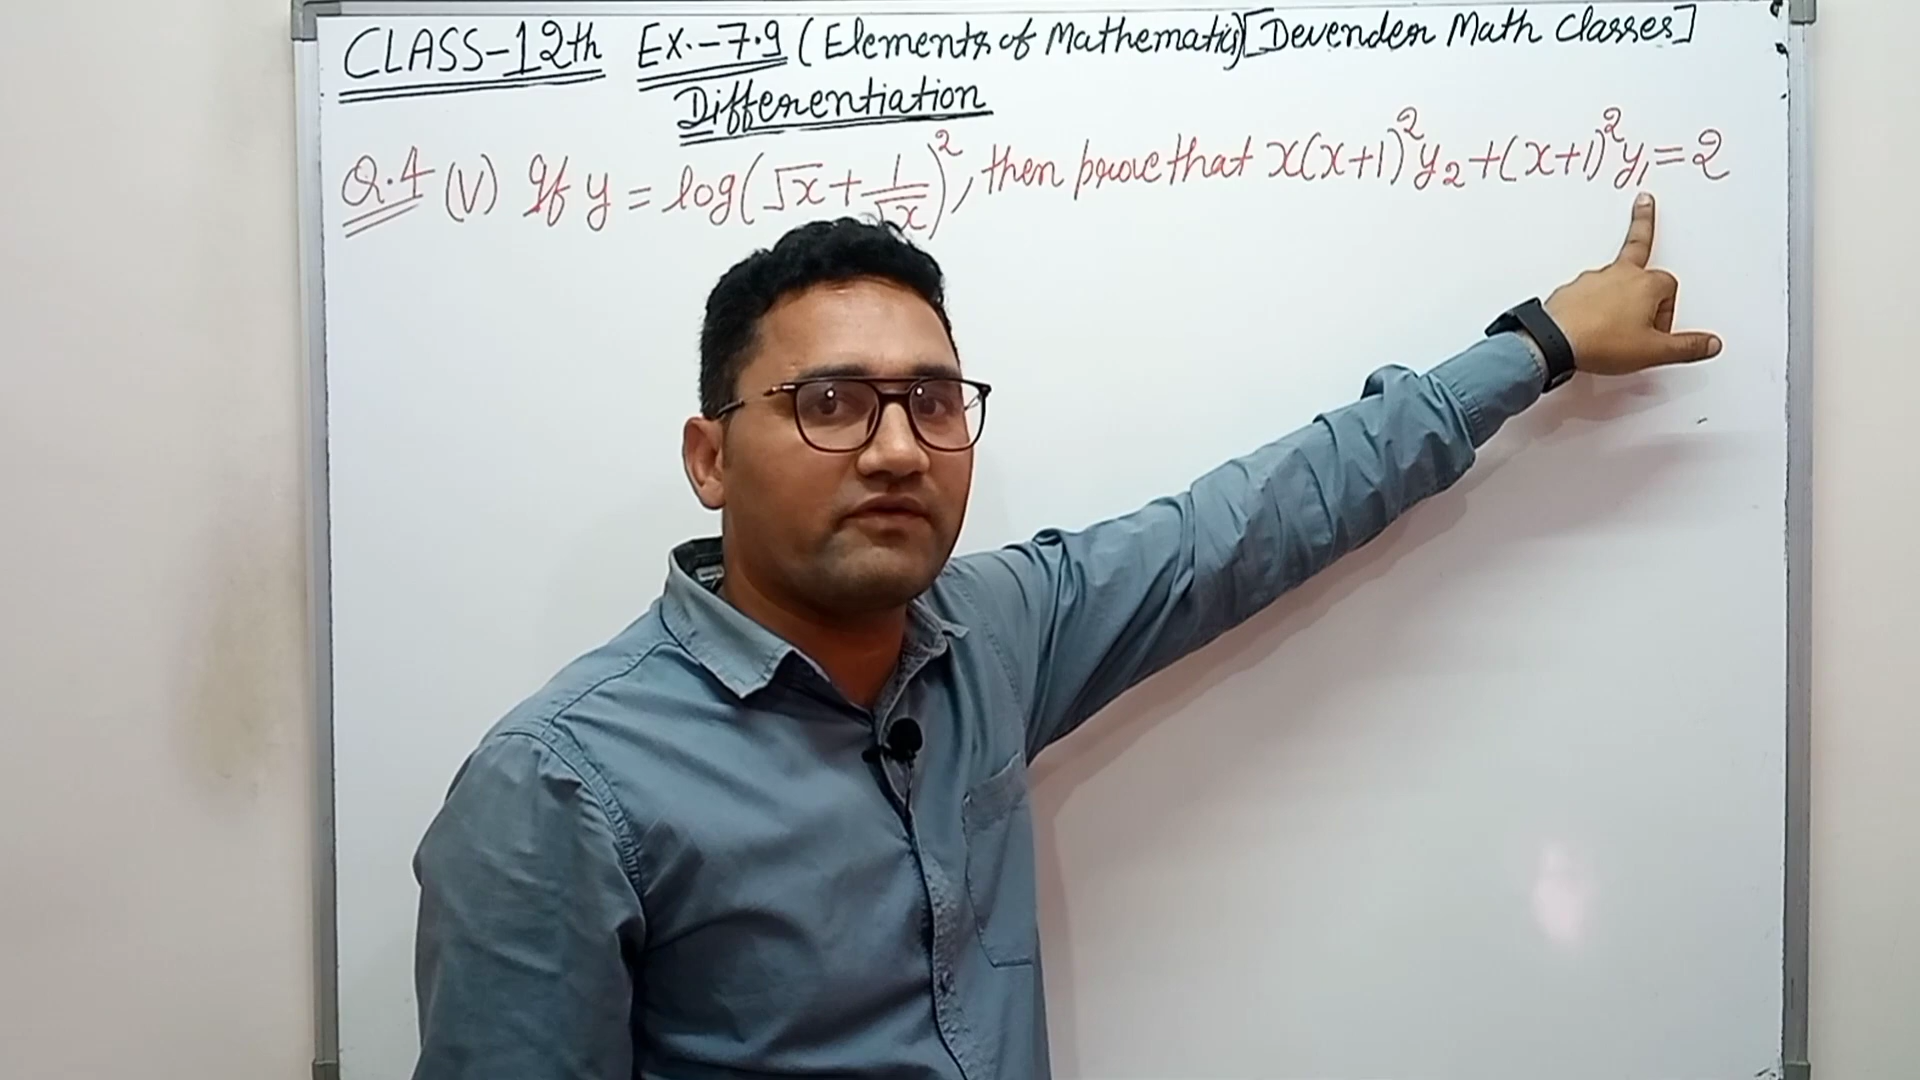 CLASS-12th Ex.-7.9 (Elements of Mathematics) [Devender Math Classes]
Differentiation
Q.4 (V) If y = log(√x + 1/√x)², then prove that x(x+1)²y₂ + (x+1)²y₁ = 2